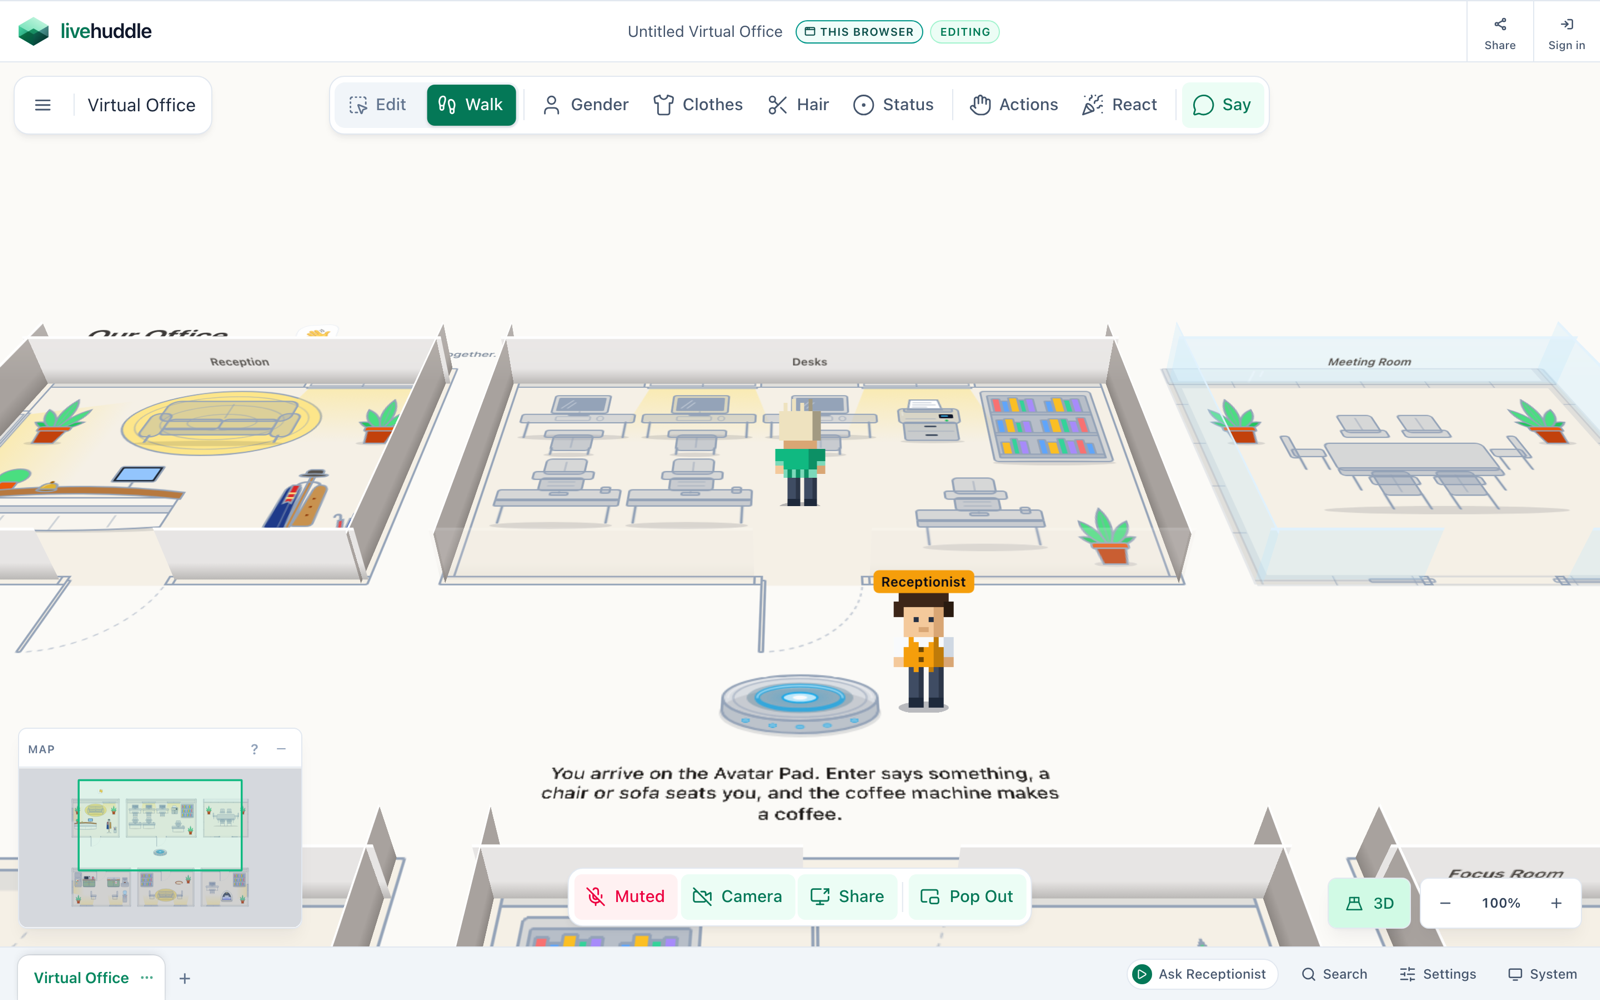 livehuddle
Untitled Virtual Office
THIS BROWSER
EDITING
Share
Sign in
Virtual Office
Edit
Walk
Gender
Clothes
Hair
Status
Actions
React
Say
Our Office
ogether.
Reception
Desks
Meeting Room
Receptionist
You arrive on the Avatar Pad. Enter says something, a
chair or sofa seats you, and the coffee machine makes
a coffee.
MAP
?
Focus Room
Muted
Camera
Share
Pop Out
3D
100%
Virtual Office
Ask Receptionist
Search
Settings
System